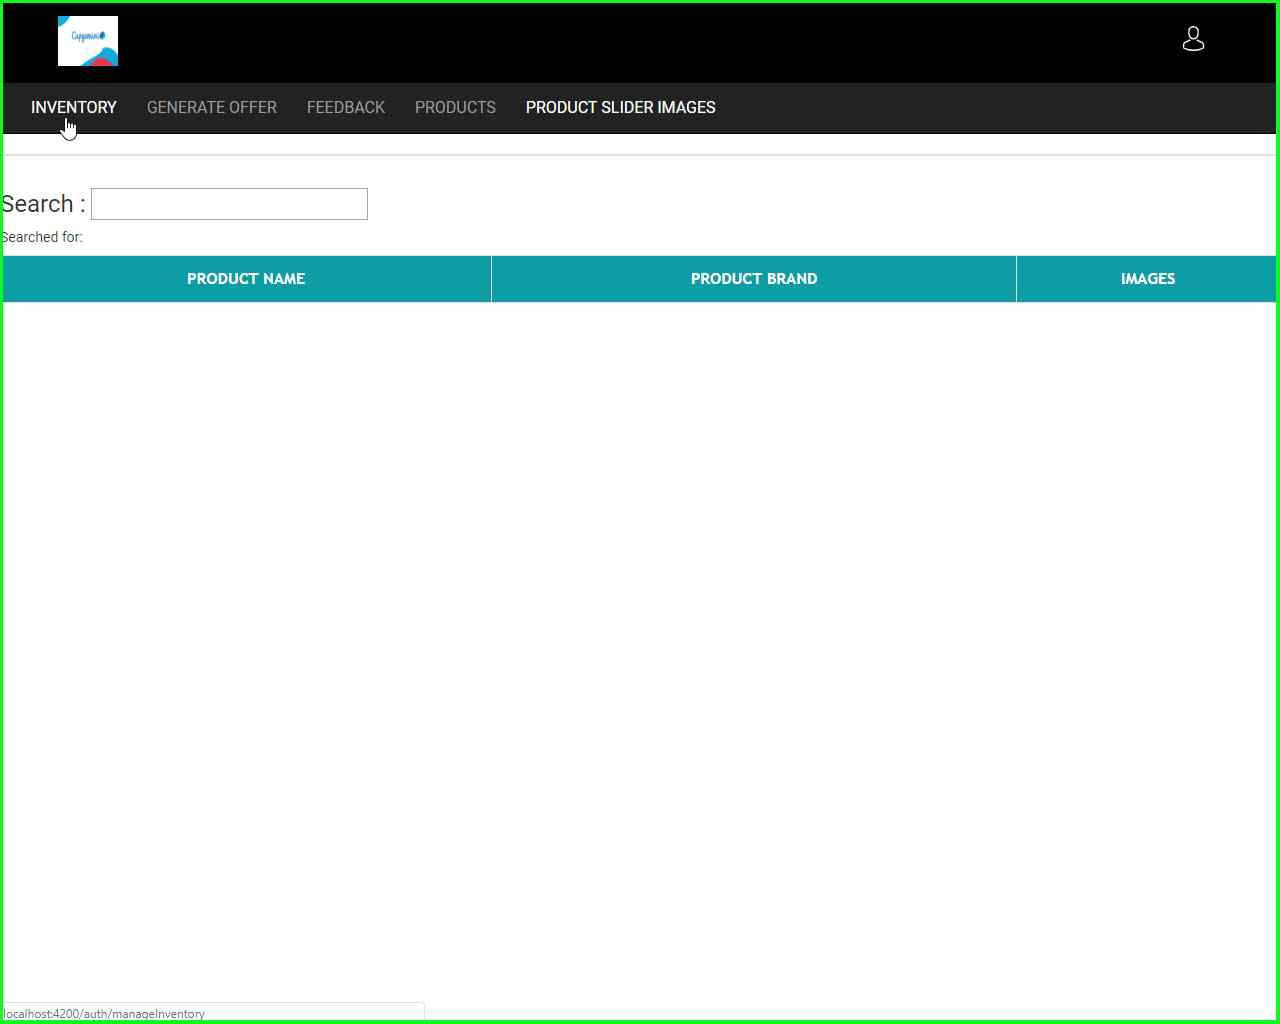 Capgemini
INVENTORY GENERATE OFFER FEEDBACK PRODUCTS PRODUCT SLIDER IMAGES
Search :
Searched for:
PRODUCT NAME PRODUCT BRAND IMAGES
localhost:4200/auth/manageInventory